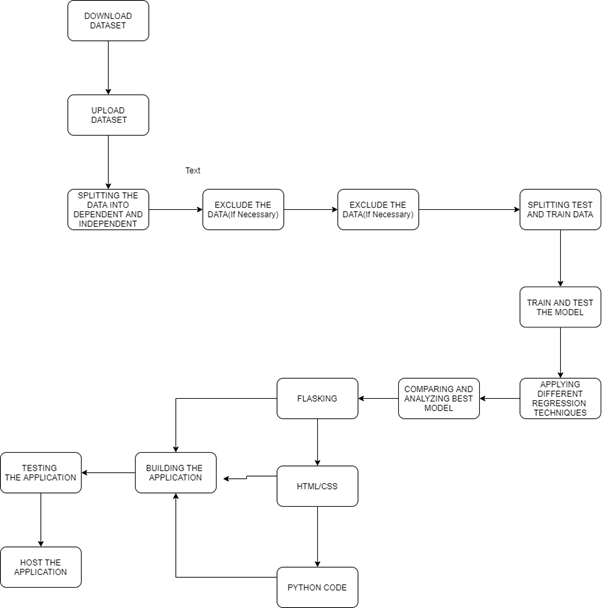 DOWNLOAD
DATASET
UPLOAD
DATASET
Text
SPLITTING THE
DATA INTO
DEPENDENT AND
INDEPENDENT
EXCLUDE THE
DATA(If Necessary)
EXCLUDE THE
DATA(If Necessary)
SPLITTING TEST
AND TRAIN DATA
TRAIN AND TEST
THE MODEL
APPLYING
DIFFERENT
REGRESSION
TECHNIQUES
COMPARING AND
ANALYZING BEST
MODEL
FLASKING
HTML/CSS
PYTHON CODE
BUILDING THE
APPLICATION
TESTING
THE APPLICATION
HOST THE
APPLICATION